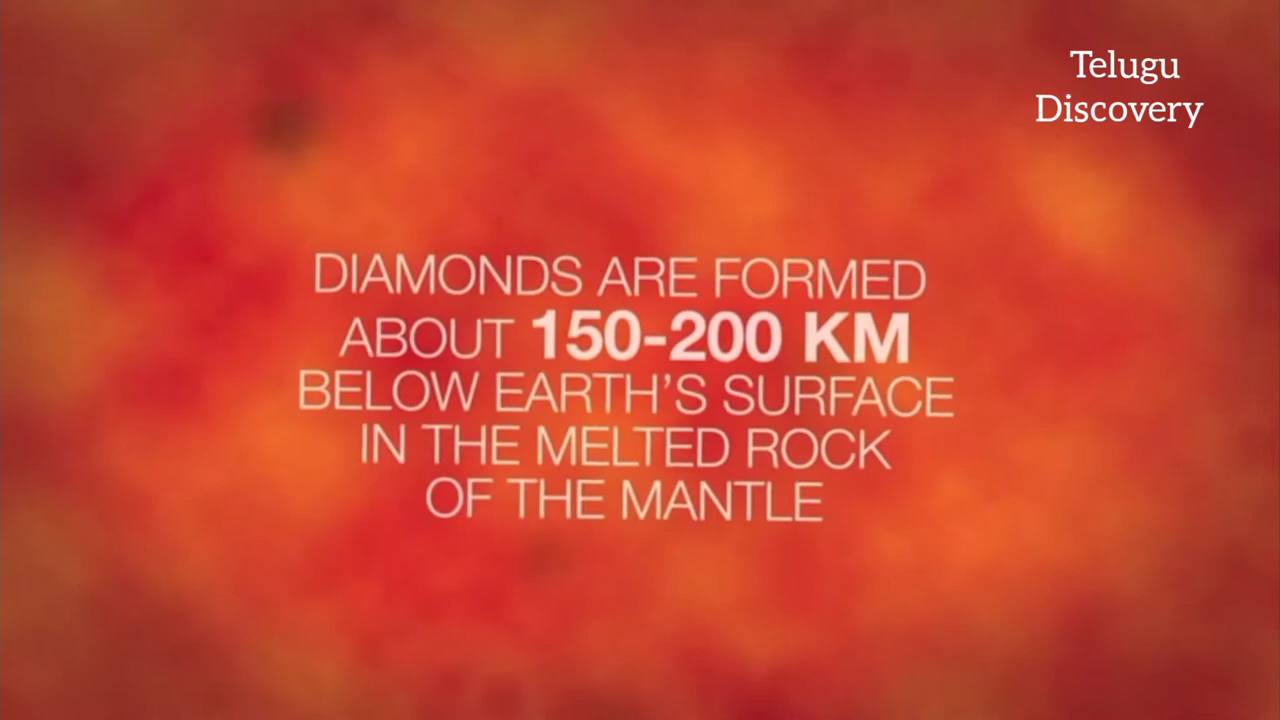 Telugu
Discovery
DIAMONDS ARE FORMED
ABOUT 150-200 KM
BELOW EARTH'S SURFACE
IN THE MELTED ROCK
OF THE MANTLE